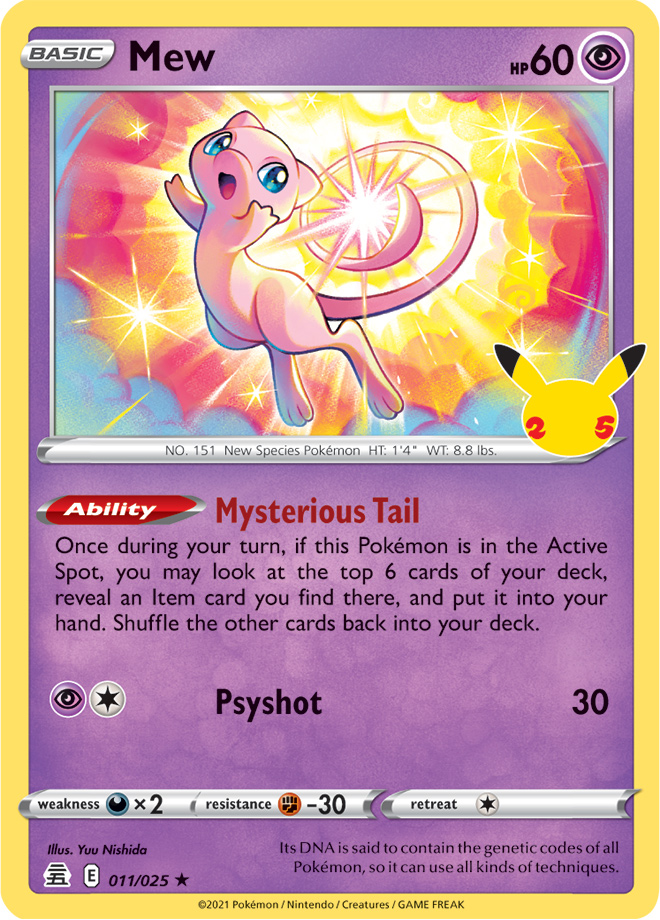 BASIC Mew HP60
25
NO. 151 New Species Pokémon HT: 1'4" WT: 8.8 lbs.
Ability Mysterious Tail
Once during your turn, if this Pokémon is in the Active
Spot, you may look at the top 6 cards of your deck,
reveal an Item card you find there, and put it into your
hand. Shuffle the other cards back into your deck.
Psyshot 30
weakness ×2 resistance -30 retreat
Illus. Yuu Nishida
Its DNA is said to contain the genetic codes of all
Pokémon, so it can use all kinds of techniques.
E 011/025 ★
©2021 Pokémon / Nintendo / Creatures / GAME FREAK